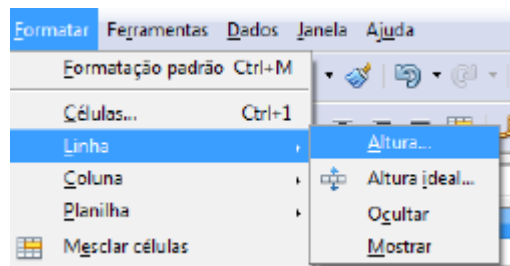 Formatar Ferramentas Dados Janela Ajuda
Formatação padrão Ctrl+M
Células... Ctrl+1
Linha
Altura...
Coluna
Altura ideal...
Planilha
Ocultar
Mesclar células
Mostrar